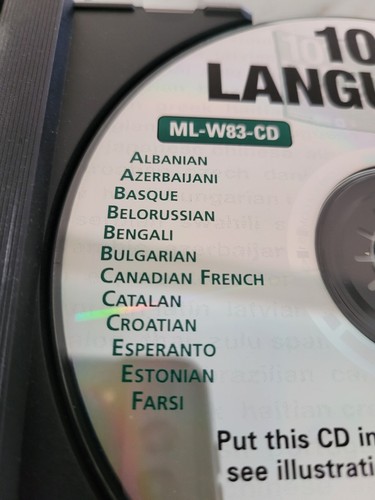 10
LANGU
ML-W83-CD
ALBANIAN
AZERBAIJANI
BASQUE
BELORUSSIAN
BENGALI
BULGARIAN
CANADIAN FRENCH
CATALAN
CROATIAN
ESPERANTO
ESTONIAN
FARSI
Put this CD in
see illustrati